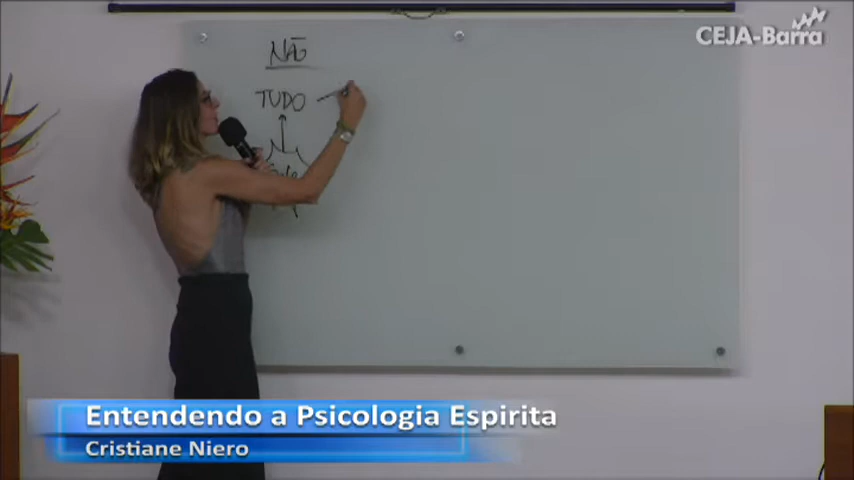 CEJA-Barra
NÃO
TUDO
Entendendo a Psicologia Espirita
Cristiane Niero